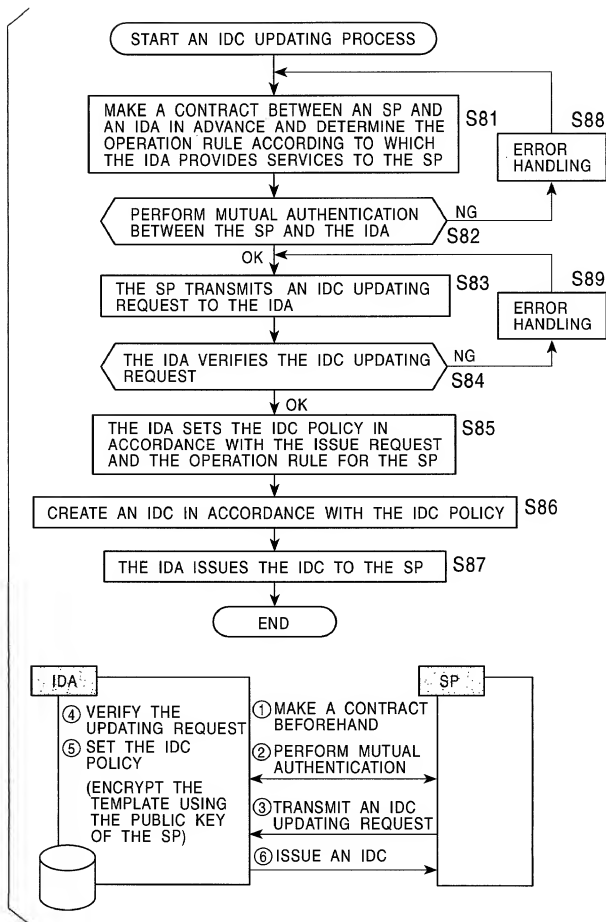 START AN IDC UPDATING PROCESS
MAKE A CONTRACT BETWEEN AN SP AND
AN IDA IN ADVANCE AND DETERMINE THE
OPERATION RULE ACCORDING TO WHICH
THE IDA PROVIDES SERVICES TO THE SP
S81
S88
ERROR
HANDLING
PERFORM MUTUAL AUTHENTICATION
BETWEEN THE SP AND THE IDA
NG
S82
OK
THE SP TRANSMITS AN IDC UPDATING
REQUEST TO THE IDA
S83
S89
ERROR
HANDLING
THE IDA VERIFIES THE IDC UPDATING
REQUEST
NG
S84
OK
THE IDA SETS THE IDC POLICY IN
ACCORDANCE WITH THE ISSUE REQUEST
AND THE OPERATION RULE FOR THE SP
S85
CREATE AN IDC IN ACCORDANCE WITH THE IDC POLICY
S86
THE IDA ISSUES THE IDC TO THE SP
S87
END
IDA
④ VERIFY THE
UPDATING REQUEST
⑤ SET THE IDC
POLICY
(ENCRYPT THE
TEMPLATE USING
THE PUBLIC KEY
OF THE SP)
① MAKE A CONTRACT
BEFOREHAND
② PERFORM MUTUAL
AUTHENTICATION
③ TRANSMIT AN IDC
UPDATING REQUEST
⑥ ISSUE AN IDC
SP